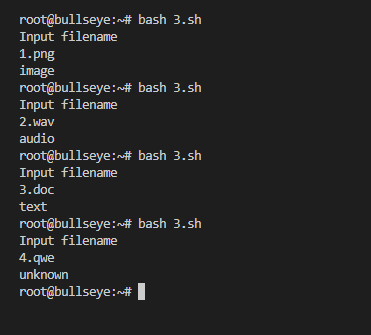 root@bullseye:~# bash 3.sh
Input filename
1.png
image
root@bullseye:~# bash 3.sh
Input filename
2.wav
audio
root@bullseye:~# bash 3.sh
Input filename
3.doc
text
root@bullseye:~# bash 3.sh
Input filename
4.qwe
unknown
root@bullseye:~#